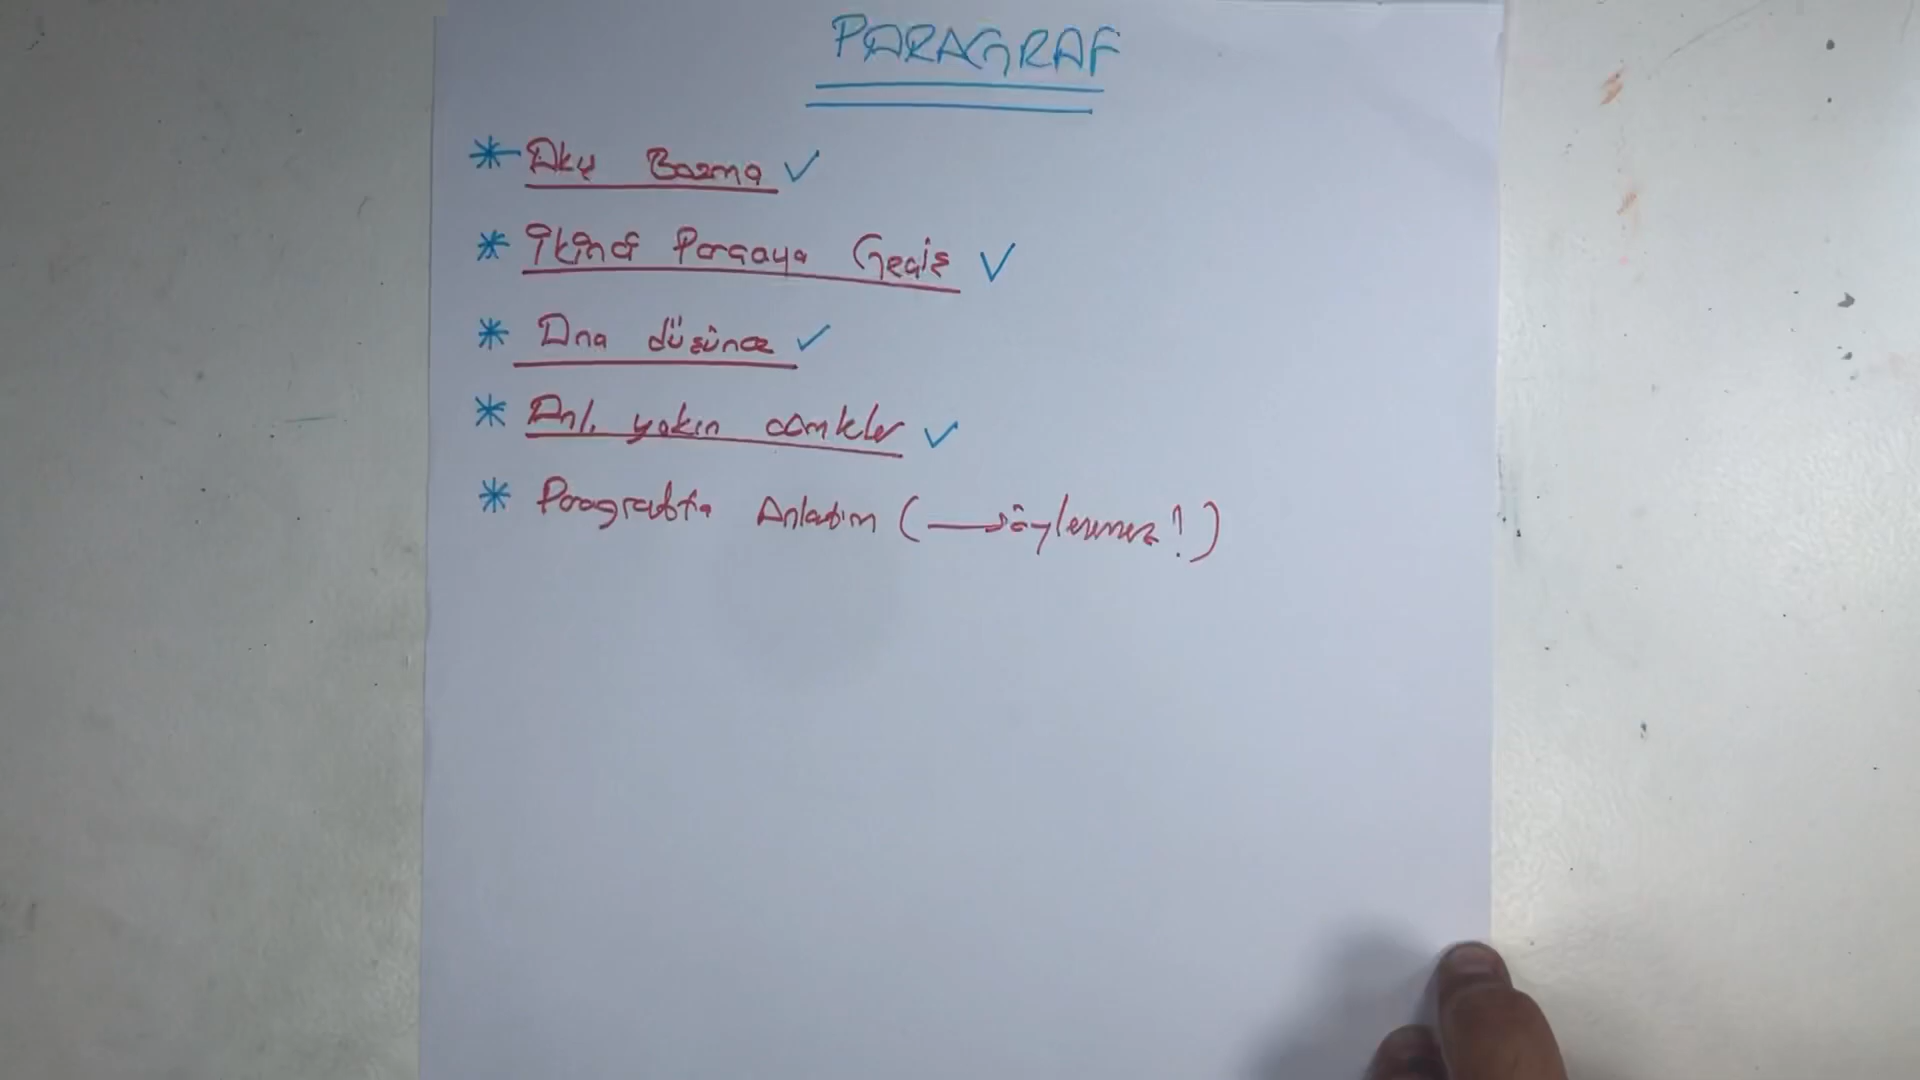 PARAGRAF
* Akış Bozma ✓
* İkinci Parçaya Geçiş ✓
* Ana düşünce ✓
* Anl. yakın cümleler ✓
* Paragrafta Anlatım ( → söylenemez! )